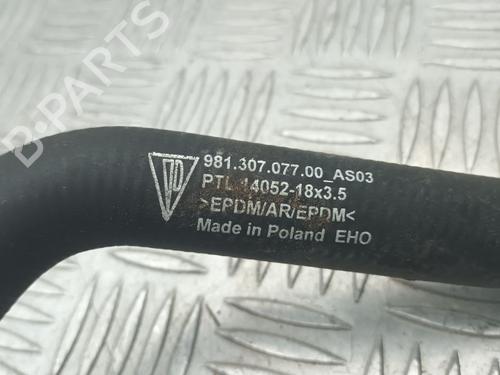 B-PARTS
981.307.077.00_AS03
PTL 14052-18x3.5
>EPDM/AR/EPDM<
Made in Poland EHO